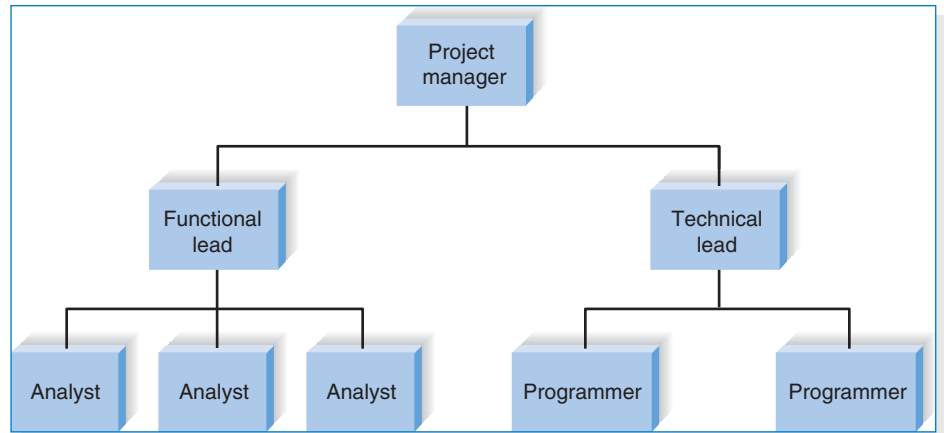 Project
manager
Functional
lead
Technical
lead
Analyst
Analyst
Analyst
Programmer
Programmer